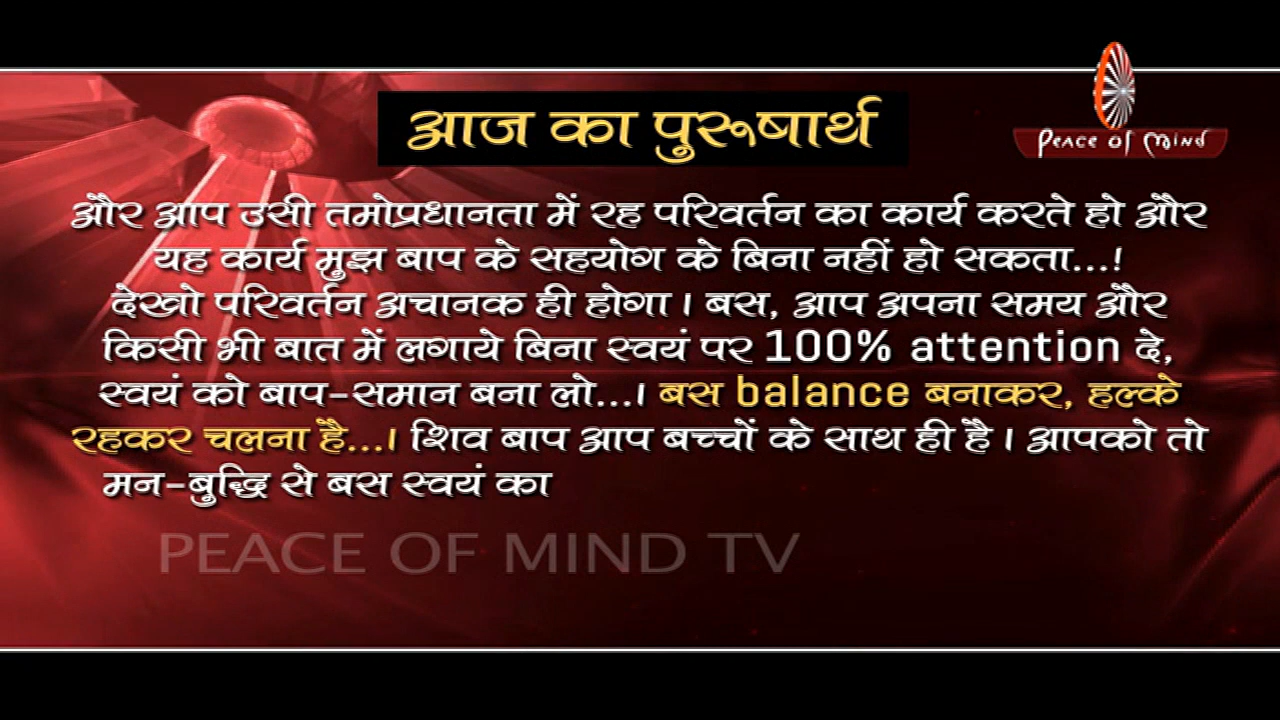 आज का पुरूषार्थ
Peace of Mind
और आप उसी तमोप्रधानता में रह परिवर्तन का कार्य करते हो और
यह कार्य मुझ बाप के सहयोग के बिना नहीं हो सकता...!
देखो परिवर्तन अचानक ही होगा । बस, आप अपना समय और
किसी भी बात में लगाये बिना स्वयं पर 100% attention दे,
स्वयं को बाप-समान बना लो...। बस balance बनाकर, हल्के
रहकर चलना है...। शिव बाप आप बच्चों के साथ ही है । आपको तो
मन-बुद्धि से बस स्वयं का
PEACE OF MIND TV